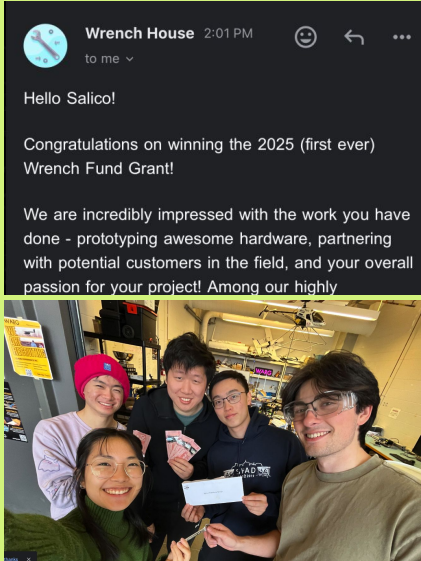 Wrench House 2:01 PM
to me
Hello Salico!
Congratulations on winning the 2025 (first ever)
Wrench Fund Grant!
We are incredibly impressed with the work you have
done - prototyping awesome hardware, partnering
with potential customers in the field, and your overall
passion for your project! Among our highly
WARG
WARG